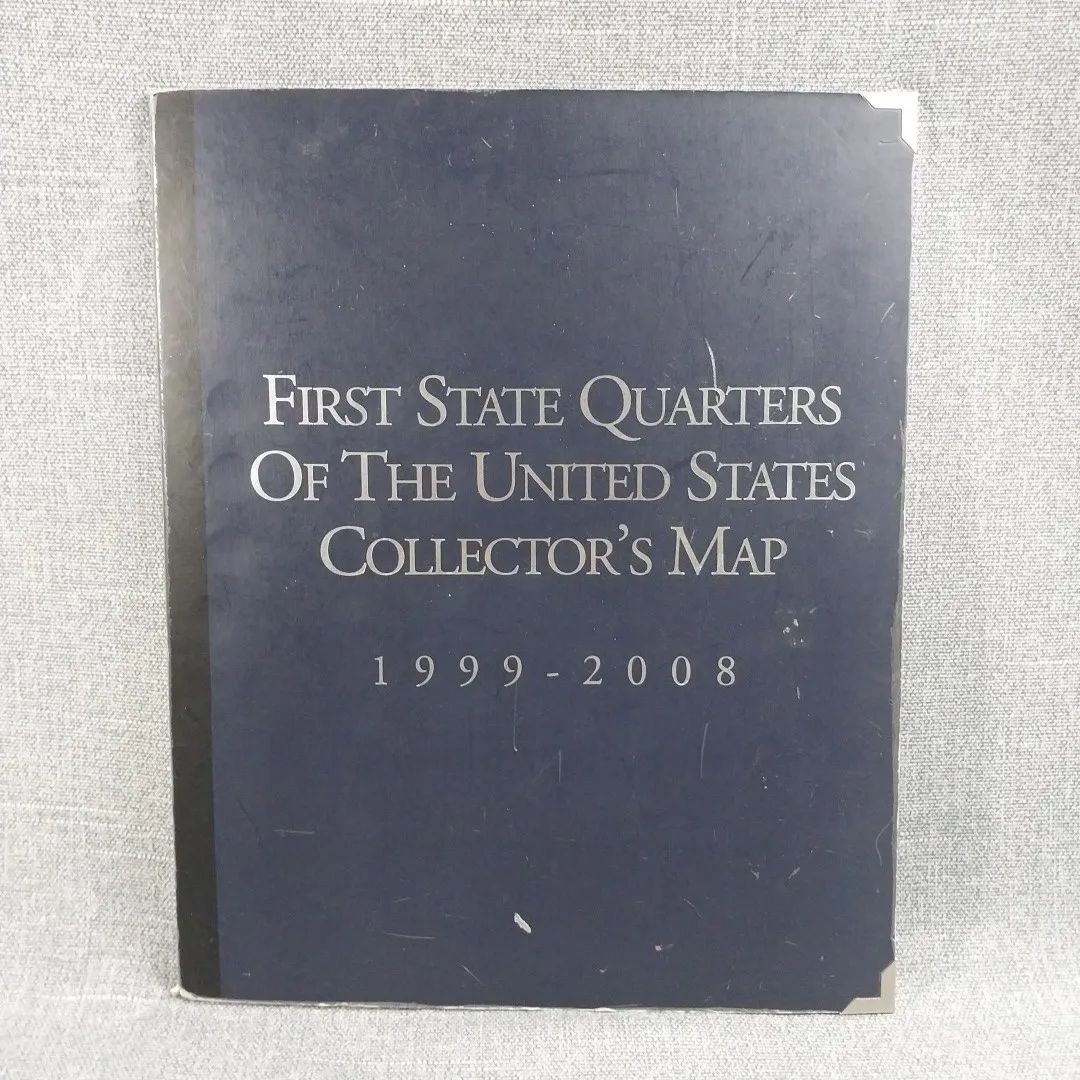 First State Quarters
Of The United States
Collector's Map
1999-2008